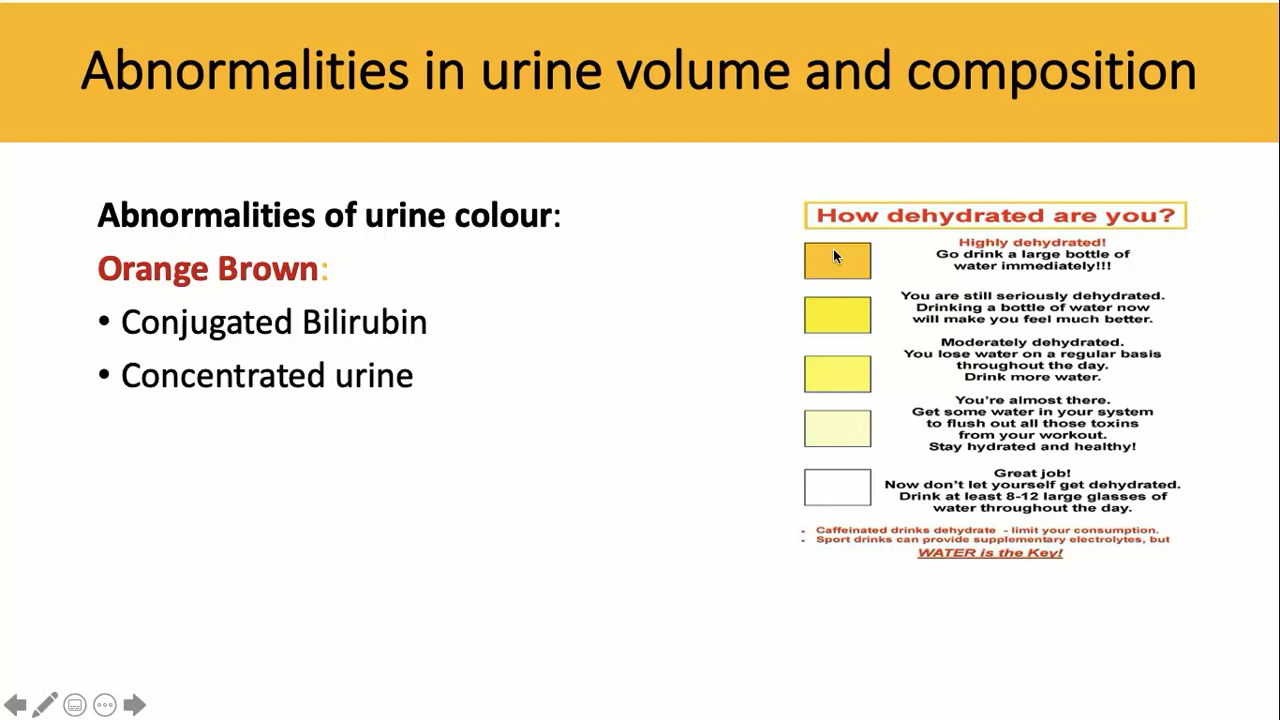 Abnormalities in urine volume and composition
Abnormalities of urine colour:
Orange Brown:
• Conjugated Bilirubin
• Concentrated urine
How dehydrated are you?
Highly dehydrated!
Go drink a large bottle of
water immediately!!!
You are still seriously dehydrated.
Drinking a bottle of water now
will make you feel much better.
Moderately dehydrated.
You lose water on a regular basis
throughout the day.
Drink more water.
You're almost there.
Get some water in your system
to flush out all those toxins
from your workout.
Stay hydrated and healthy!
Great job!
Now don't let yourself get dehydrated.
Drink at least 8-12 large glasses of
water throughout the day.
• Caffeinated drinks dehydrate - limit your consumption.
• Sport drinks can provide supplementary electrolytes, but
WATER is the Key!